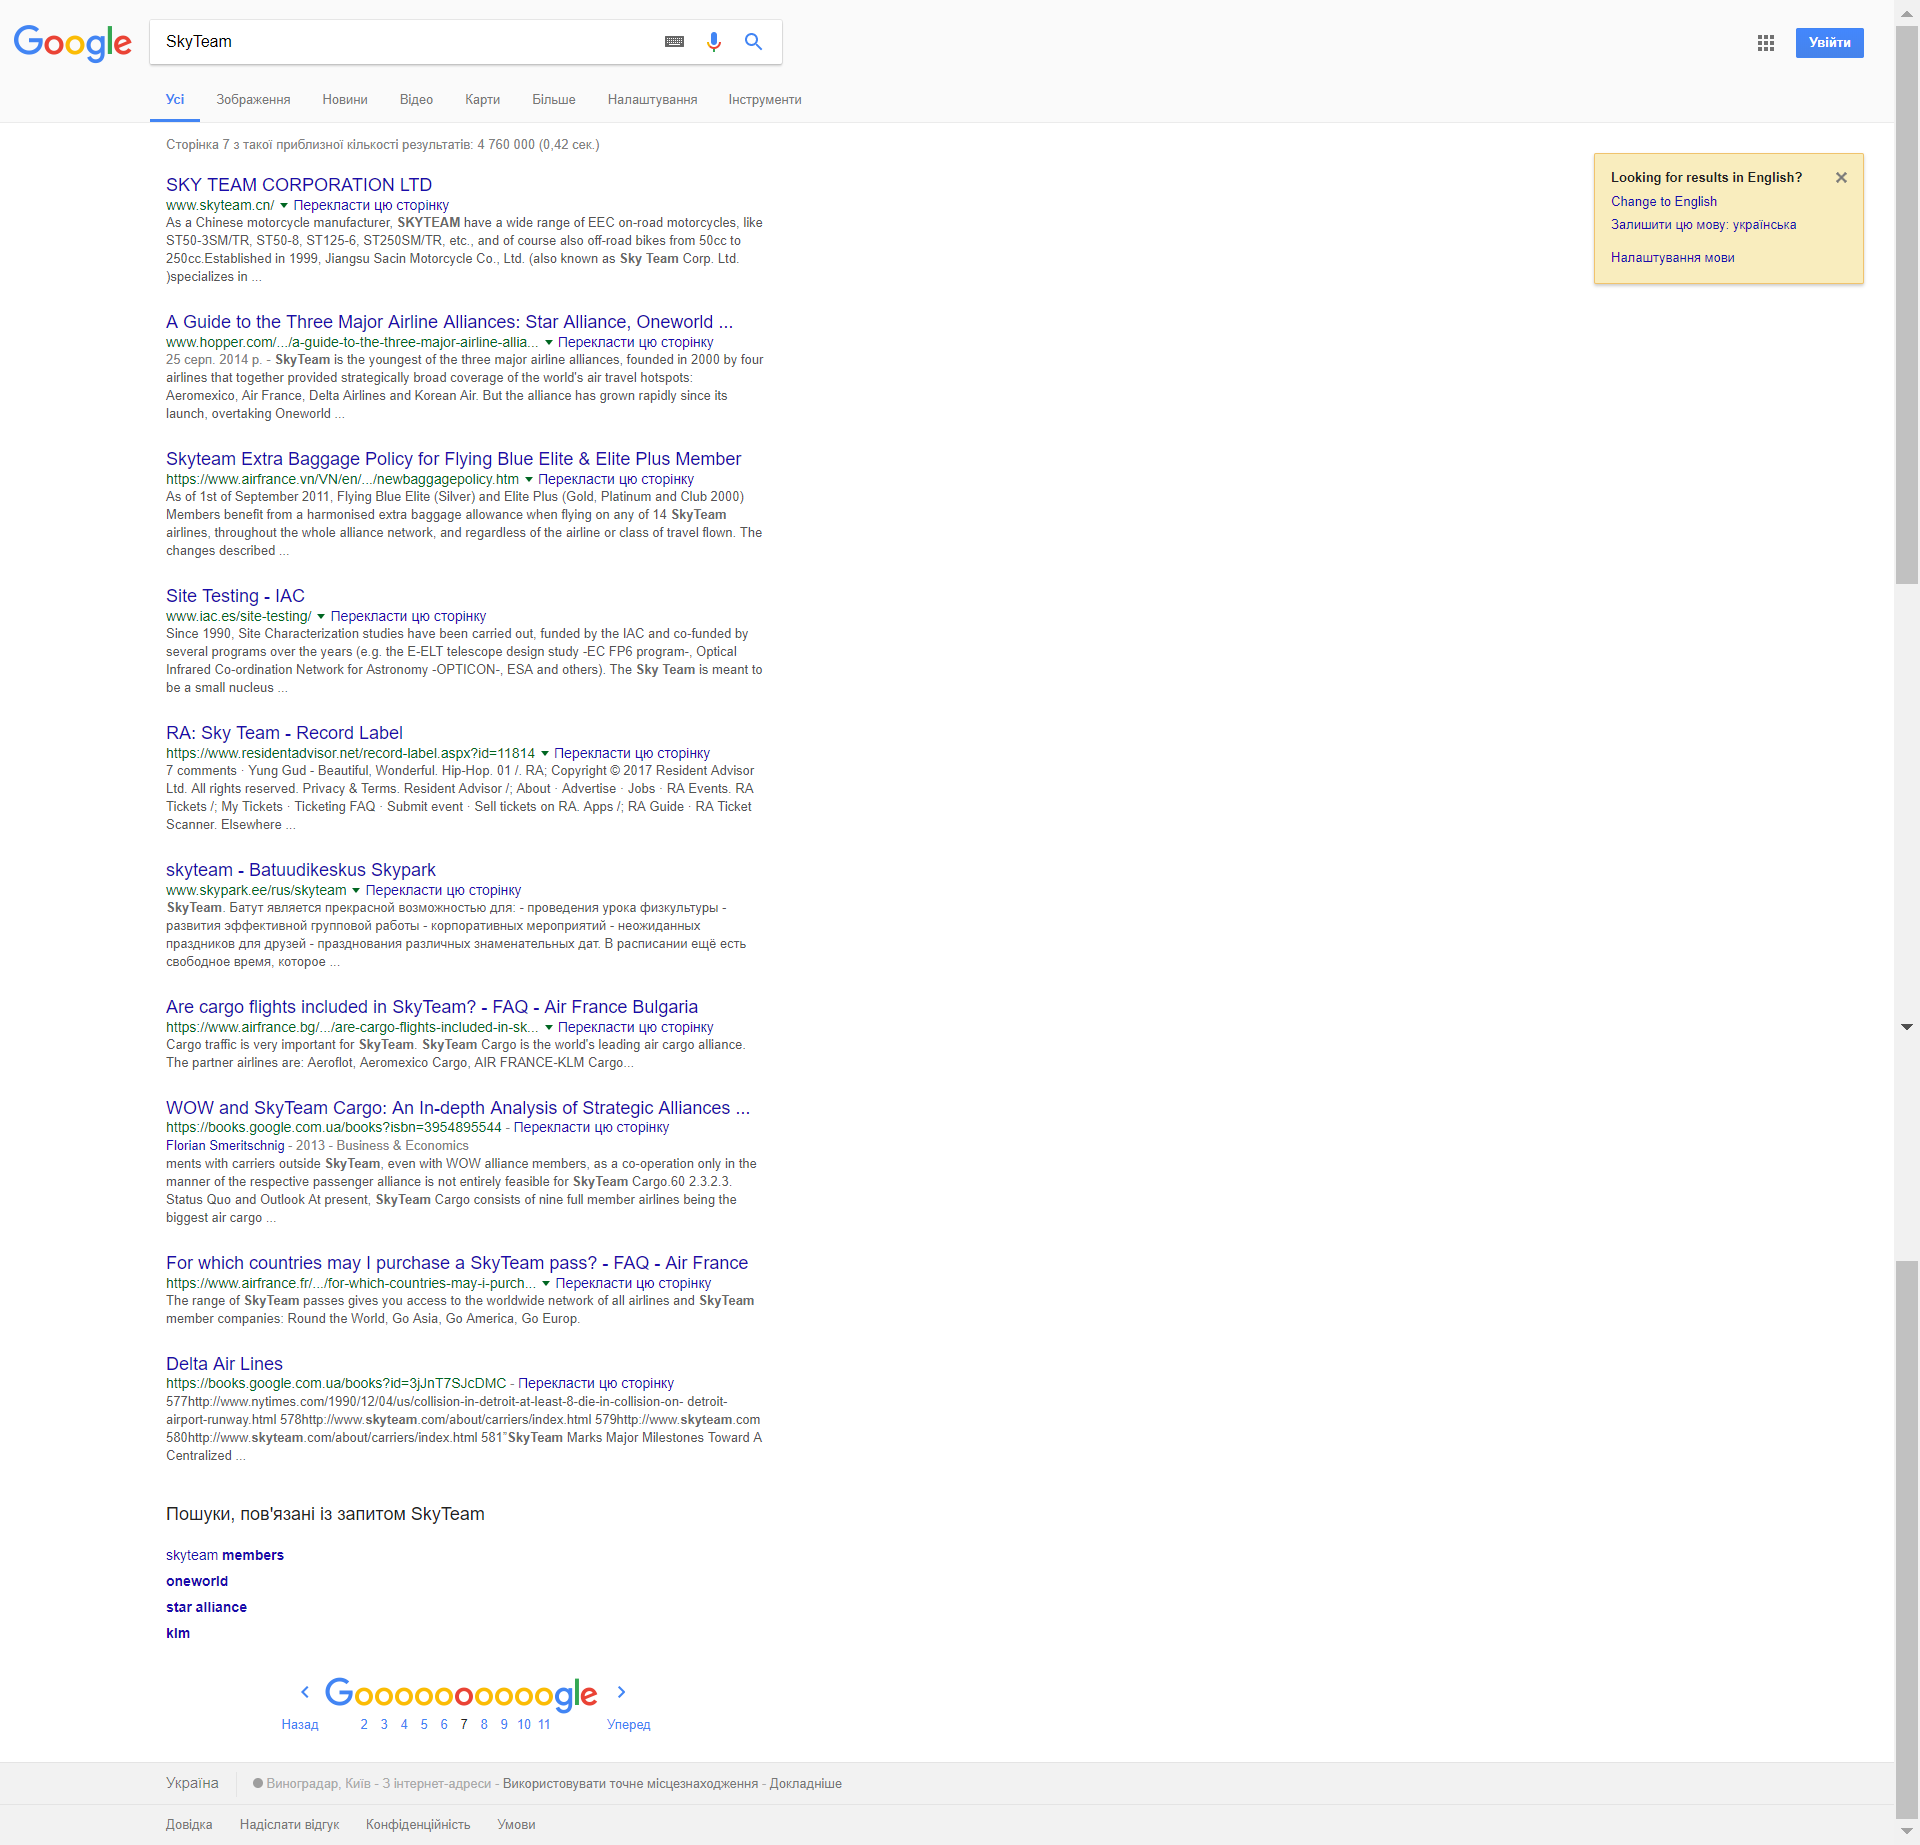 Google
SkyTeam
Увійти
Усі Зображення Новини Відео Карти Більше Налаштування Інструменти
Сторінка 7 з такої приблизної кількості результатів: 4 760 000 (0,42 сек.)
Looking for results in English?
Change to English
Залишити цю мову: українська
Налаштування мови
SKY TEAM CORPORATION LTD
www.skyteam.cn/ Перекласти цю сторінку
As a Chinese motorcycle manufacturer, SKYTEAM have a wide range of EEC on-road motorcycles, like
ST50-3SM/TR, ST50-8, ST125-6, ST250SM/TR, etc., and of course also off-road bikes from 50cc to
250cc.Established in 1999, Jiangsu Sacin Motorcycle Co., Ltd. (also known as Sky Team Corp. Ltd.
)specializes in ...
A Guide to the Three Major Airline Alliances: Star Alliance, Oneworld ...
www.hopper.com/.../a-guide-to-the-three-major-airline-allia... Перекласти цю сторінку
25 серп. 2014 р. - SkyTeam is the youngest of the three major airline alliances, founded in 2000 by four
airlines that together provided strategically broad coverage of the world's air travel hotspots:
Aeromexico, Air France, Delta Airlines and Korean Air. But the alliance has grown rapidly since its
launch, overtaking Oneworld ...
Skyteam Extra Baggage Policy for Flying Blue Elite & Elite Plus Member
https://www.airfrance.vn/VN/en/.../newbaggagepolicy.htm Перекласти цю сторінку
As of 1st of September 2011, Flying Blue Elite (Silver) and Elite Plus (Gold, Platinum and Club 2000)
Members benefit from a harmonised extra baggage allowance when flying on any of 14 SkyTeam
airlines, throughout the whole alliance network, and regardless of the airline or class of travel flown. The
changes described ...
Site Testing - IAC
www.iac.es/site-testing/ Перекласти цю сторінку
Since 1990, Site Characterization studies have been carried out, funded by the IAC and co-funded by
several programs over the years (e.g. the E-ELT telescope design study -EC FP6 program-, Optical
Infrared Co-ordination Network for Astronomy -OPTICON-, ESA and others). The Sky Team is meant to
be a small nucleus ...
RA: Sky Team - Record Label
https://www.residentadvisor.net/record-label.aspx?id=11814 Перекласти цю сторінку
7 comments · Yung Gud - Beautiful, Wonderful. Hip-Hop. 01 /. RA; Copyright © 2017 Resident Advisor
Ltd. All rights reserved. Privacy & Terms. Resident Advisor /; About · Advertise · Jobs · RA Events. RA
Tickets /; My Tickets · Ticketing FAQ · Submit event · Sell tickets on RA. Apps /; RA Guide · RA Ticket
Scanner. Elsewhere ...
skyteam - Batuudikeskus Skypark
www.skypark.ee/rus/skyteam Перекласти цю сторінку
SkyTeam. Батут является прекрасной возможностью для: - проведения урока физкультуры -
развития эффективной групповой работы - корпоративных мероприятий - неожиданных
праздников для друзей - празднования различных знаменательных дат. В расписании ещё есть
свободное время, которое ...
Are cargo flights included in SkyTeam? - FAQ - Air France Bulgaria
https://www.airfrance.bg/.../are-cargo-flights-included-in-sk... Перекласти цю сторінку
Cargo traffic is very important for SkyTeam. SkyTeam Cargo is the world's leading air cargo alliance.
The partner airlines are: Aeroflot, Aeromexico Cargo, AIR FRANCE-KLM Cargo...
WOW and SkyTeam Cargo: An In-depth Analysis of Strategic Alliances ...
https://books.google.com.ua/books?isbn=3954895544 - Перекласти цю сторінку
Florian Smeritschnig - 2013 - Business & Economics
ments with carriers outside SkyTeam, even with WOW alliance members, as a co-operation only in the
manner of the respective passenger alliance is not entirely feasible for SkyTeam Cargo.60 2.3.2.3.
Status Quo and Outlook At present, SkyTeam Cargo consists of nine full member airlines being the
biggest air cargo ...
For which countries may I purchase a SkyTeam pass? - FAQ - Air France
https://www.airfrance.fr/.../for-which-countries-may-i-purch... Перекласти цю сторінку
The range of SkyTeam passes gives you access to the worldwide network of all airlines and SkyTeam
member companies: Round the World, Go Asia, Go America, Go Europ.
Delta Air Lines
https://books.google.com.ua/books?id=3jJnT7SJcDMC - Перекласти цю сторінку
577http://www.nytimes.com/1990/12/04/us/collision-in-detroit-at-least-8-die-in-collision-on- detroit-
airport-runway.html 578http://www.skyteam.com/about/carriers/index.html 579http://www.skyteam.com
580http://www.skyteam.com/about/carriers/index.html 581"SkyTeam Marks Major Milestones Toward A
Centralized ...
Пошуки, пов'язані із запитом SkyTeam
skyteam members
oneworld
star alliance
klm
Goooooooooogle
Назад 2 3 4 5 6 7 8 9 10 11 Уперед
Україна Виноградар, Київ - З інтернет-адреси - Використовувати точне місцезнаходження - Докладніше
Довідка Надіслати відгук Конфіденційність Умови